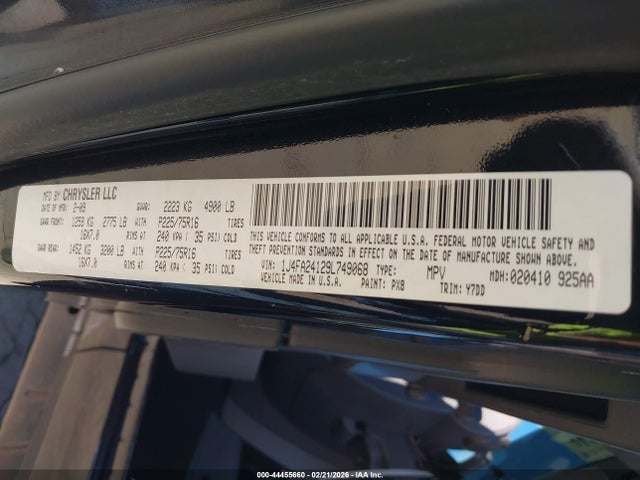 MFD BY CHRYSLER LLC
DATE OF MFR. 2-09 GVWR: 2223 KG 4900 LB
GAWR FRONT: 1259 KG 2775 LB WITH P225/75R16 TIRES
16X7.0 RIMS AT 240 KPA ( 35 PSI) COLD
GAWR REAR: 1452 KG 3200 LB WITH P225/75R16 TIRES
16X7.0 RIMS AT 240 KPA ( 35 PSI) COLD
THIS VEHICLE CONFORMS TO ALL APPLICABLE U.S.A. FEDERAL MOTOR VEHICLE SAFETY, BUMPER, AND
THEFT PREVENTION STANDARDS IN EFFECT ON THE DATE OF MANUFACTURE SHOWN ABOVE.
VIN: 1J4FA24129L749068 TYPE: MPV MDH: 020410 925AA
VEHICLE MADE IN U.S.A. PAINT: PX8 TRIM: Y7DD
000-44455660 - 02/21/2026 - IAAI.COM